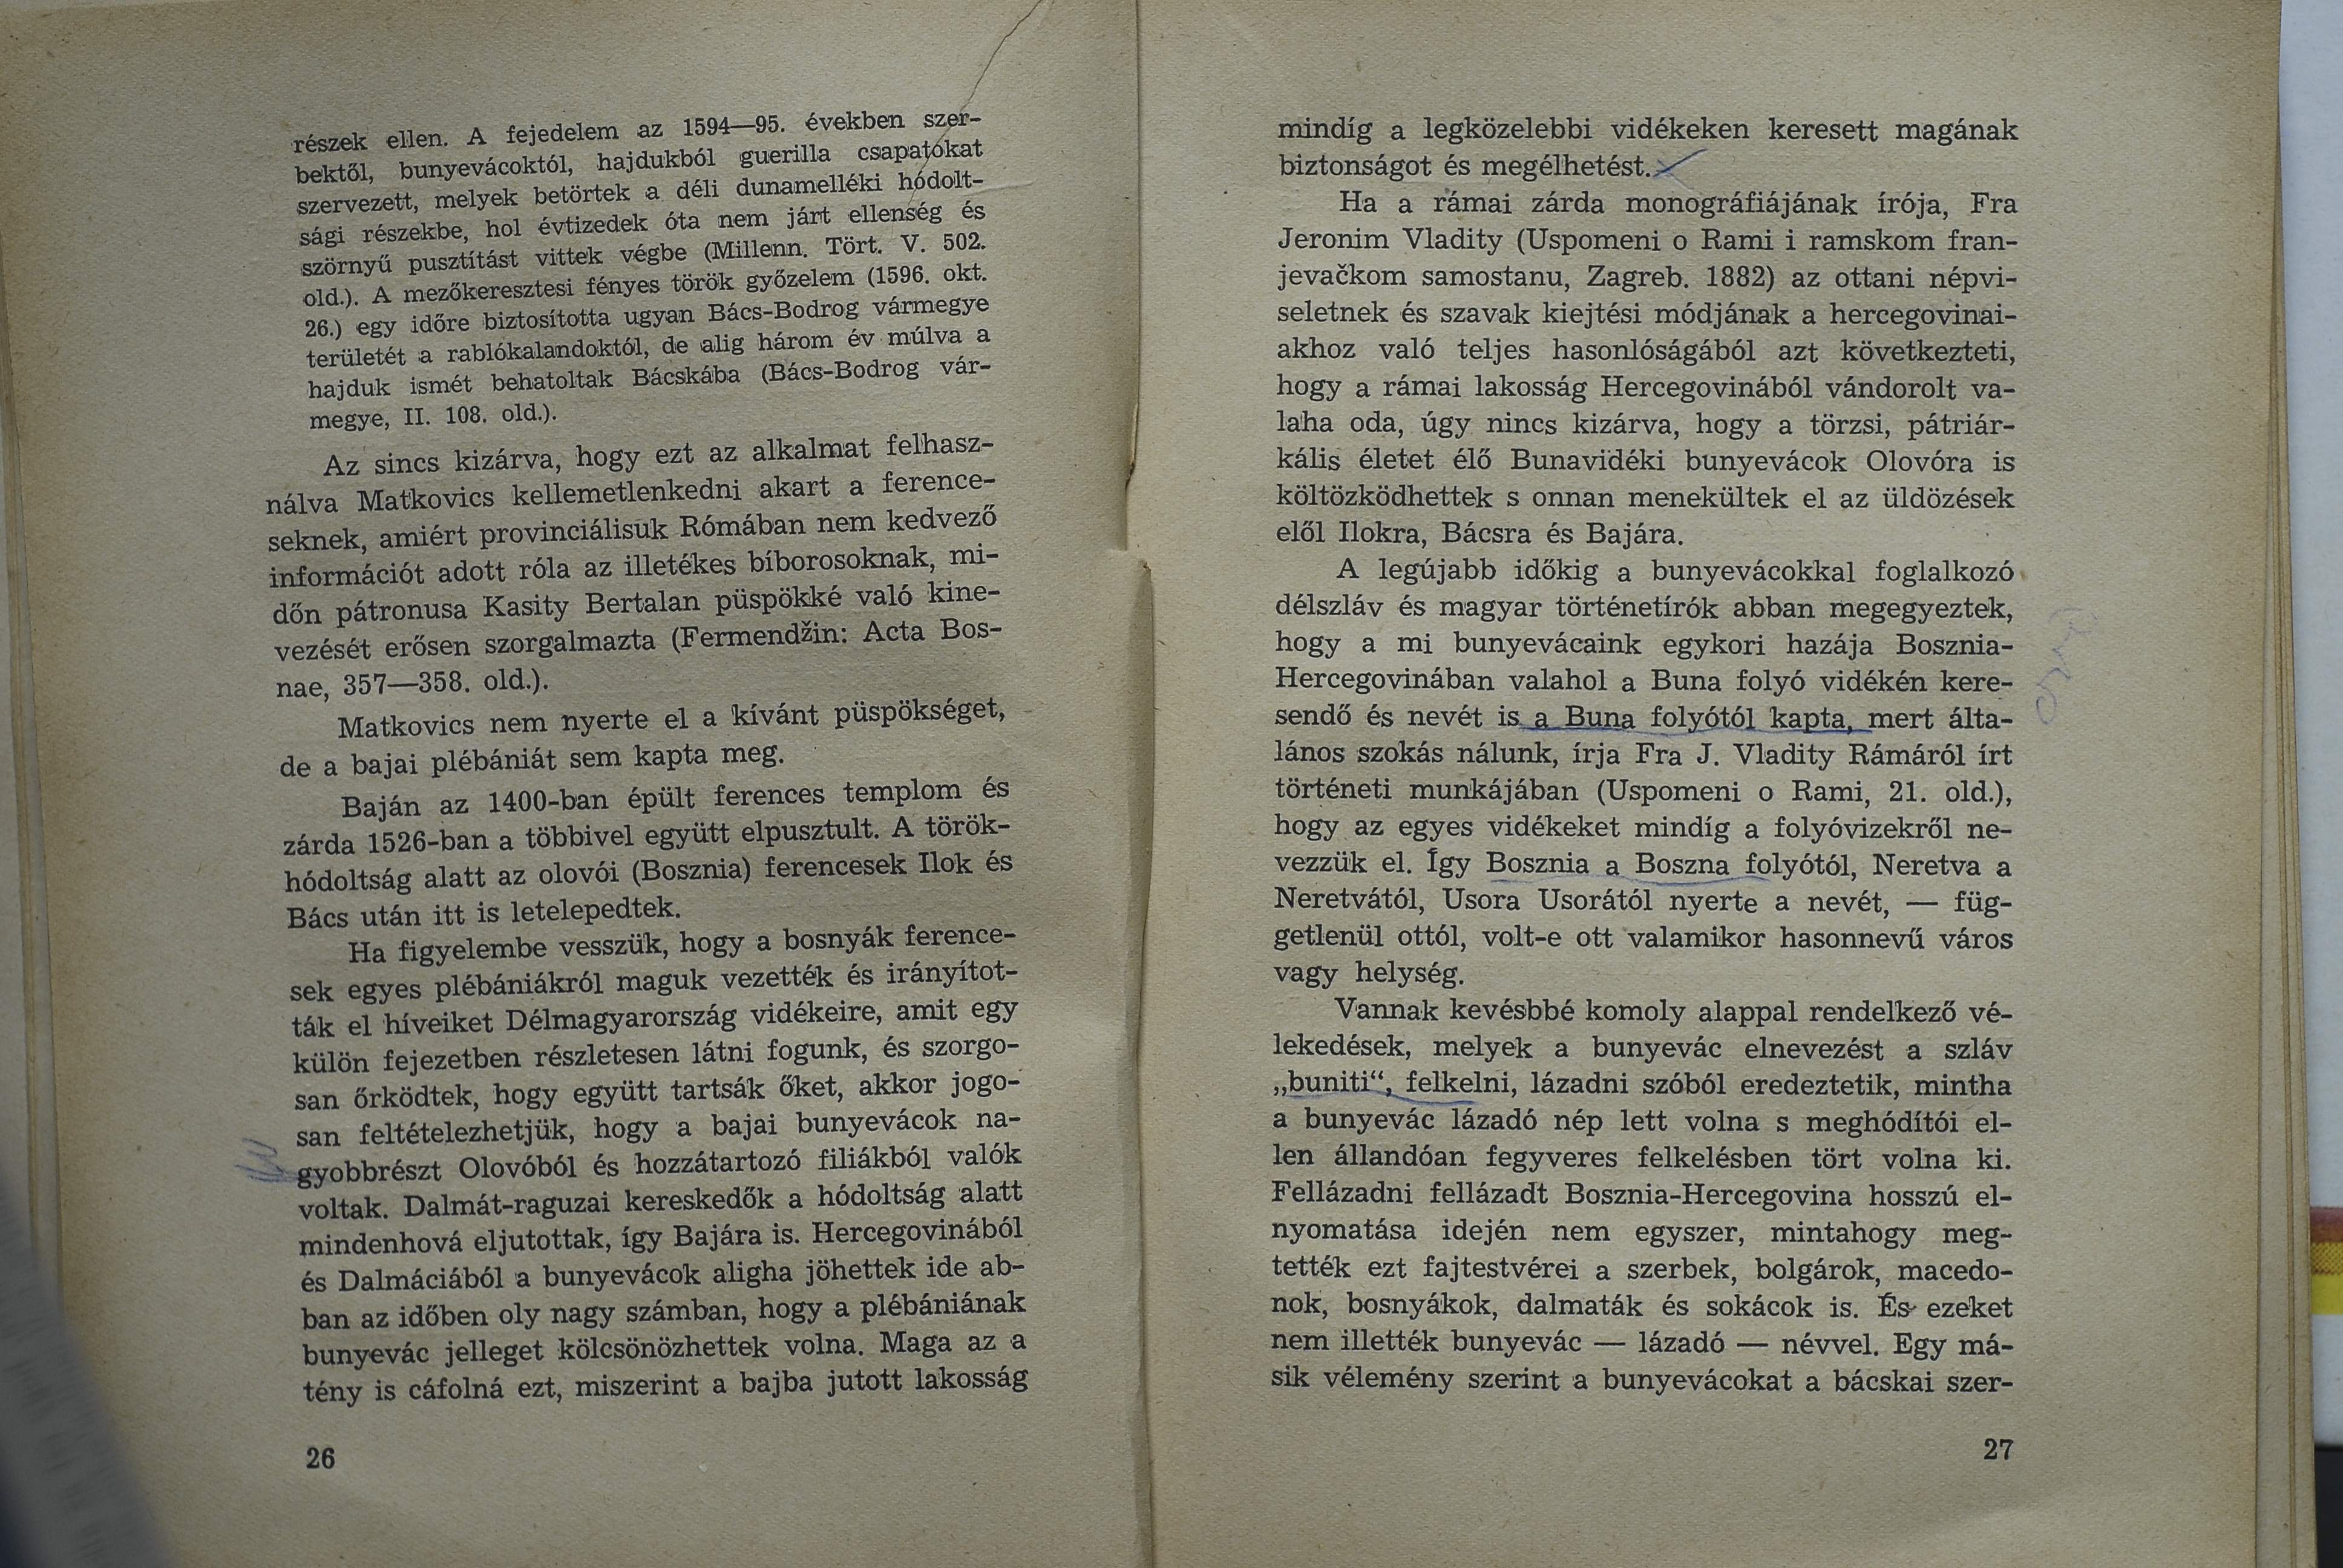 részek ellen. A fejedelem az 1594—95. években szer-
bektől, bunyevácoktól, hajdukból guerilla csapatokat
szervezett, melyek betörtek a déli dunamelléki hódolt-
sági részekbe, hol évtizedek óta nem járt ellenség és
szörnyű pusztítást vittek végbe (Millenn. Tört. V. 502.
old.). A mezőkeresztesi fényes török győzelem (1596. okt.
26.) egy időre biztosította ugyan Bács-Bodrog vármegye
területét a rablókalandoktól, de alig három év múlva a
hajduk ismét behatoltak Bácskába (Bács-Bodrog vár-
megye, II. 108. old.).
Az sincs kizárva, hogy ezt az alkalmat felhasz-
nálva Matkovics kellemetlenkedni akart a ference-
seknek, amiért provinciálisuk Rómában nem kedvező
információt adott róla az illetékes bíborosoknak, mi-
dőn pátronusa Kasity Bertalan püspökké való kine-
vezését erősen szorgalmazta (Fermendžin: Acta Bos-
nae, 357—358. old.).
Matkovics nem nyerte el a kívánt püspökséget,
de a bajai plébániát sem kapta meg.
Baján az 1400-ban épült ferences templom és
zárda 1526-ban a többivel együtt elpusztult. A török-
hódoltság alatt az olovói (Bosznia) ferencesek Ilok és
Bács után itt is letelepedtek.
Ha figyelembe vesszük, hogy a bosnyák ference-
sek egyes plébániákról maguk vezették és irányítot-
ták el híveiket Délmagyarország vidékeire, amit egy
külön fejezetben részletesen látni fogunk, és szorgo-
san őrködtek, hogy együtt tartsák őket, akkor jogo-
san feltételezhetjük, hogy a bajai bunyevácok na-
gyobbrészt Olovóból és hozzátartozó filiákból valók
voltak. Dalmát-raguzai kereskedők a hódoltság alatt
mindenhová eljutottak, így Bajára is. Hercegovinából
és Dalmáciából a bunyevácok aligha jöhettek ide ab-
ban az időben oly nagy számban, hogy a plébániának
bunyevác jelleget kölcsönözhettek volna. Maga az a
tény is cáfolná ezt, miszerint a bajba jutott lakosság
26
mindíg a legközelebbi vidékeken keresett magának
biztonságot és megélhetést.
Ha a rámai zárda monográfiájának írója, Fra
Jeronim Vladity (Uspomeni o Rami i ramskom fran-
jevačkom samostanu, Zagreb. 1882) az ottani népvi-
seletnek és szavak kiejtési módjának a hercegovinai-
akhoz való teljes hasonlóságából azt következteti,
hogy a rámai lakosság Hercegovinából vándorolt va-
laha oda, úgy nincs kizárva, hogy a törzsi, pátriár-
kális életet élő Bunavidéki bunyevácok Olovóra is
költözködhettek s onnan menekültek el az üldözések
elől Ilokra, Bácsra és Bajára.
A legújabb időkig a bunyevácokkal foglalkozó
délszláv és magyar történetírók abban megegyeztek,
hogy a mi bunyevácaink egykori hazája Bosznia-
Hercegovinában valahol a Buna folyó vidékén kere-
sendő és nevét is a Buna folyótól kapta, mert álta-
lános szokás nálunk, írja Fra J. Vladity Rámáról írt
történeti munkájában (Uspomeni o Rami, 21. old.),
hogy az egyes vidékeket mindíg a folyóvizekről ne-
vezzük el. Így Bosznia a Boszna folyótól, Neretva a
Neretvától, Usora Usorától nyerte a nevét, — füg-
getlenül ottól, volt-e ott valamikor hasonnevű város
vagy helység.
Vannak kevésbbé komoly alappal rendelkező vé-
lekedések, melyek a bunyevác elnevezést a szláv
„buniti“, felkelni, lázadni szóból eredeztetik, mintha
a bunyevác lázadó nép lett volna s meghódítói el-
len állandóan fegyveres felkelésben tört volna ki.
Fellázadni fellázadt Bosznia-Hercegovina hosszú el-
nyomatása idején nem egyszer, mintahogy meg-
tették ezt fajtestvérei a szerbek, bolgárok, macedo-
nok, bosnyákok, dalmaták és sokácok is. És ezeket
nem illették bunyevác — lázadó — névvel. Egy má-
sik vélemény szerint a bunyevácokat a bácskai szer-
27